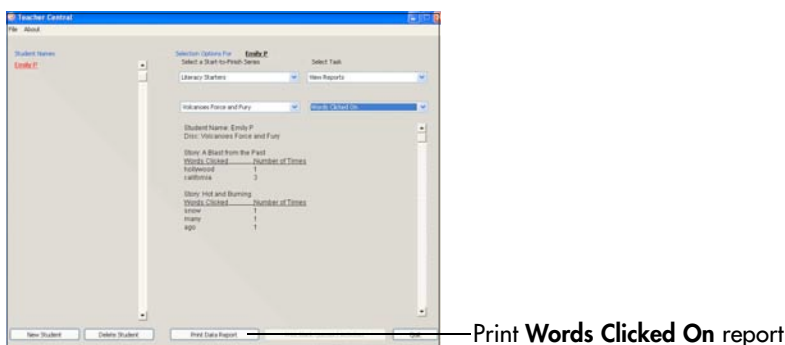 Teacher Central
File About
Student Names
Emily P.
Selection Options For Emily P.
Select a Start-to-Finish Series
Select Task
Literacy Starters
View Reports
Volcanoes Force and Fury
Words Clicked On
Student Name: Emily P
Disc: Volcanoes Force and Fury
Story: A Blast from the Past
Words Clicked Number of Times
hollywood 1
california 3
Story: Hot and Burning
Words Clicked Number of Times
snow 1
many 1
ago 1
New Student
Delete Student
Print Data Report
Quit
Print Words Clicked On report